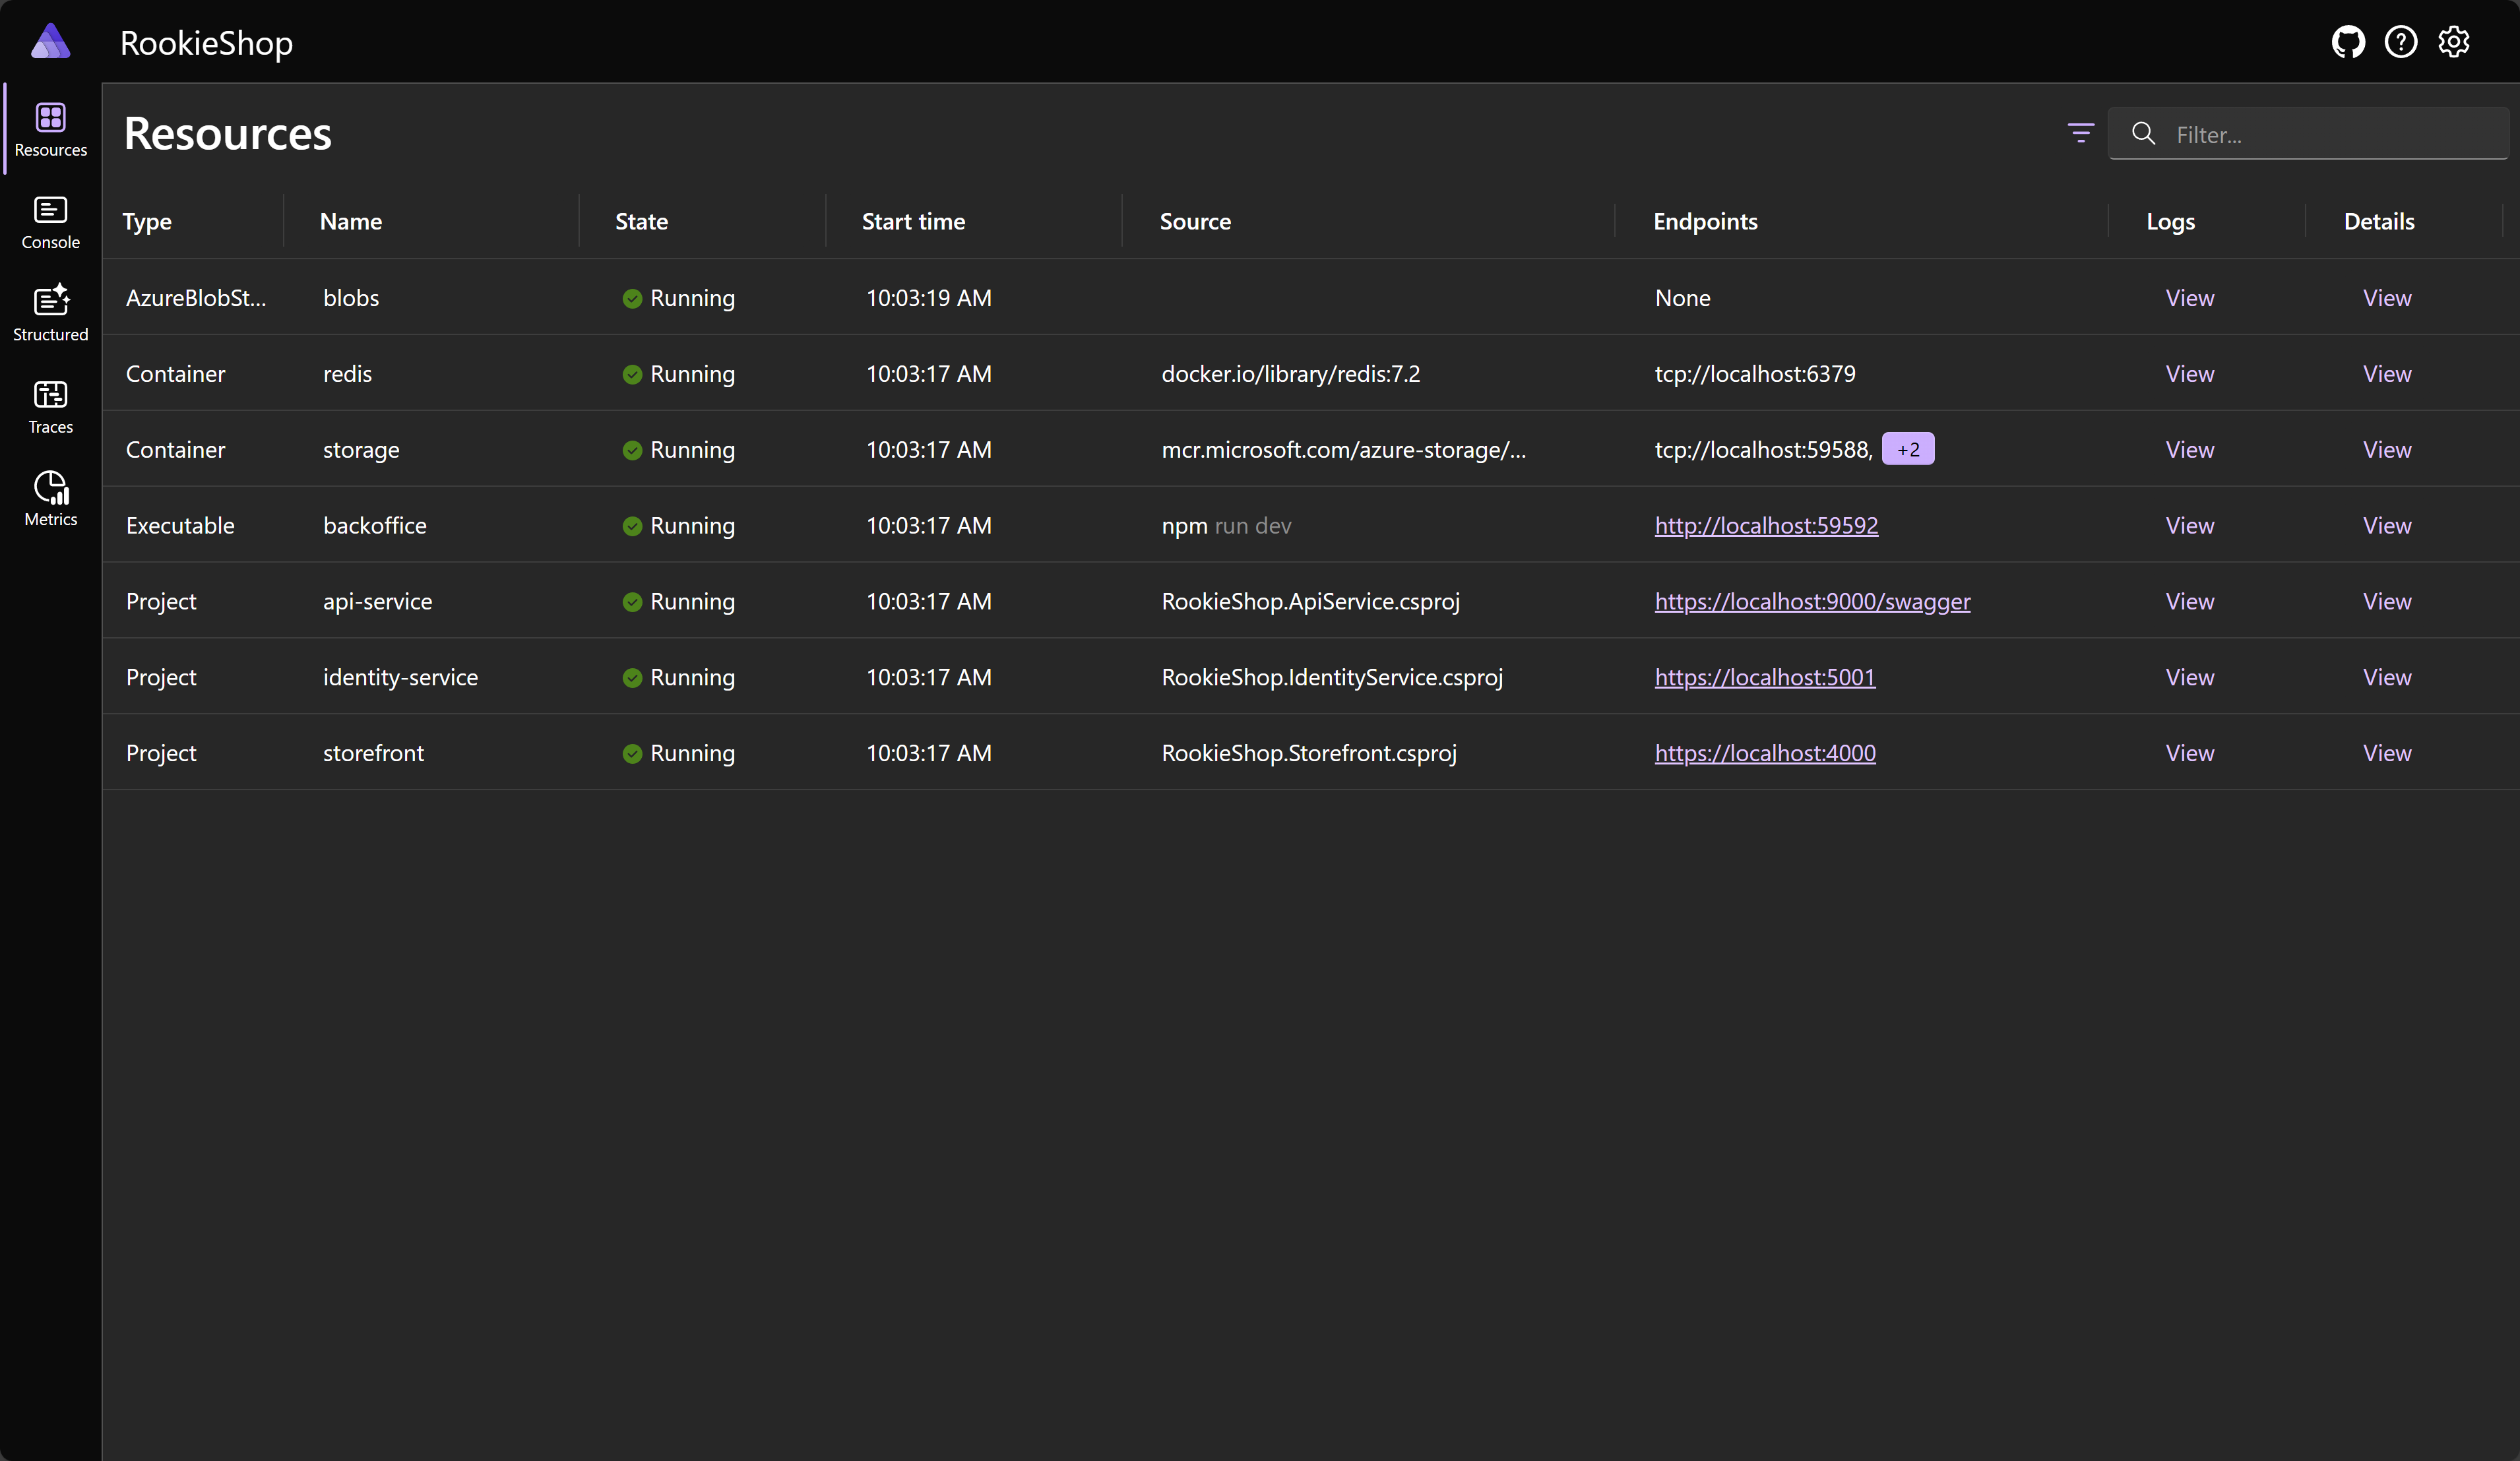 RookieShop
Resources
Console
Structured
Traces
Metrics
Resources
Filter...
Type Name State Start time Source Endpoints Logs Details
AzureBlobSt... blobs Running 10:03:19 AM None View View
Container redis Running 10:03:17 AM docker.io/library/redis:7.2 tcp://localhost:6379 View View
Container storage Running 10:03:17 AM mcr.microsoft.com/azure-storage/... tcp://localhost:59588, +2 View View
Executable backoffice Running 10:03:17 AM npm run dev http://localhost:59592 View View
Project api-service Running 10:03:17 AM RookieShop.ApiService.csproj https://localhost:9000/swagger View View
Project identity-service Running 10:03:17 AM RookieShop.IdentityService.csproj https://localhost:5001 View View
Project storefront Running 10:03:17 AM RookieShop.Storefront.csproj https://localhost:4000 View View